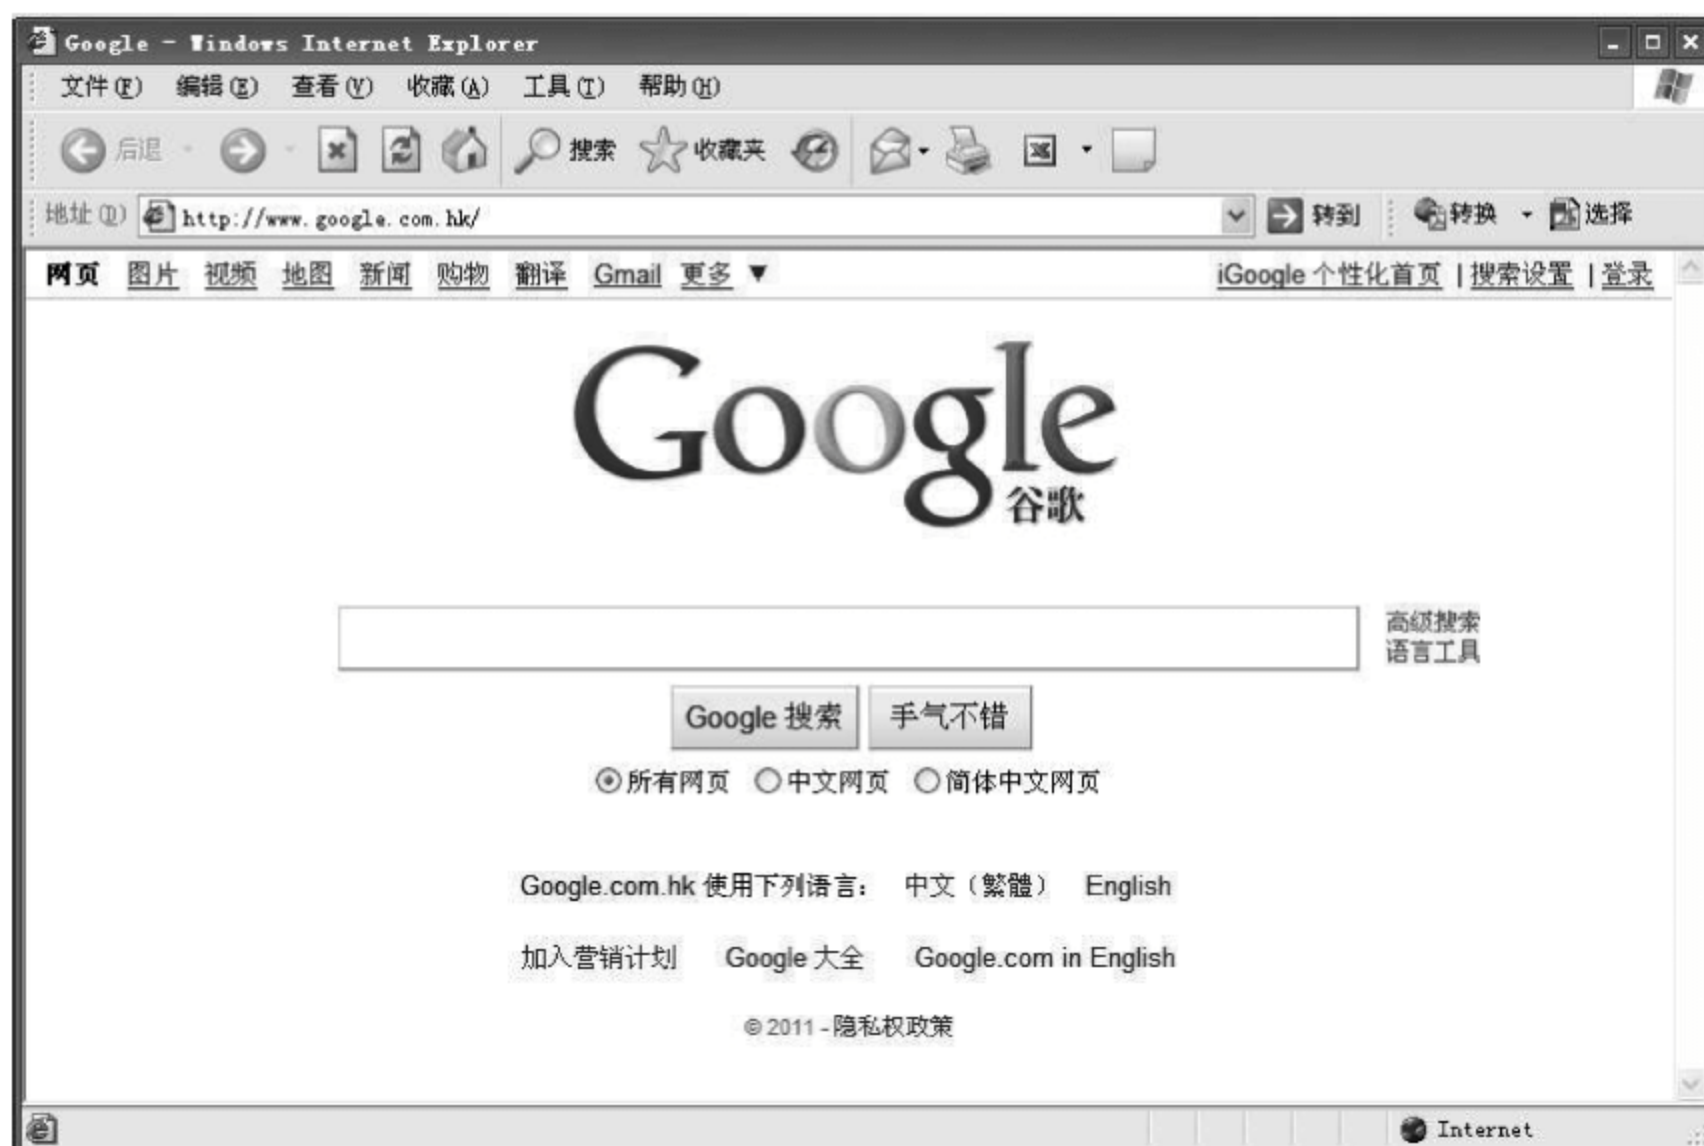 Google - Windows Internet Explorer
文件(F) 编辑(E) 查看(V) 收藏(A) 工具(T) 帮助(H)
后退 搜索 收藏夹
地址(D) http://www.google.com.hk/ 转到 转换 选择
网页 图片 视频 地图 新闻 购物 翻译 Gmail 更多 ▼ iGoogle 个性化首页 | 搜索设置 | 登录
Google
谷歌
高级搜索
语言工具
Google 搜索 手气不错
所有网页 中文网页 简体中文网页
Google.com.hk 使用下列语言： 中文（繁體） English
加入营销计划 Google 大全 Google.com in English
© 2011 - 隐私权政策
Internet